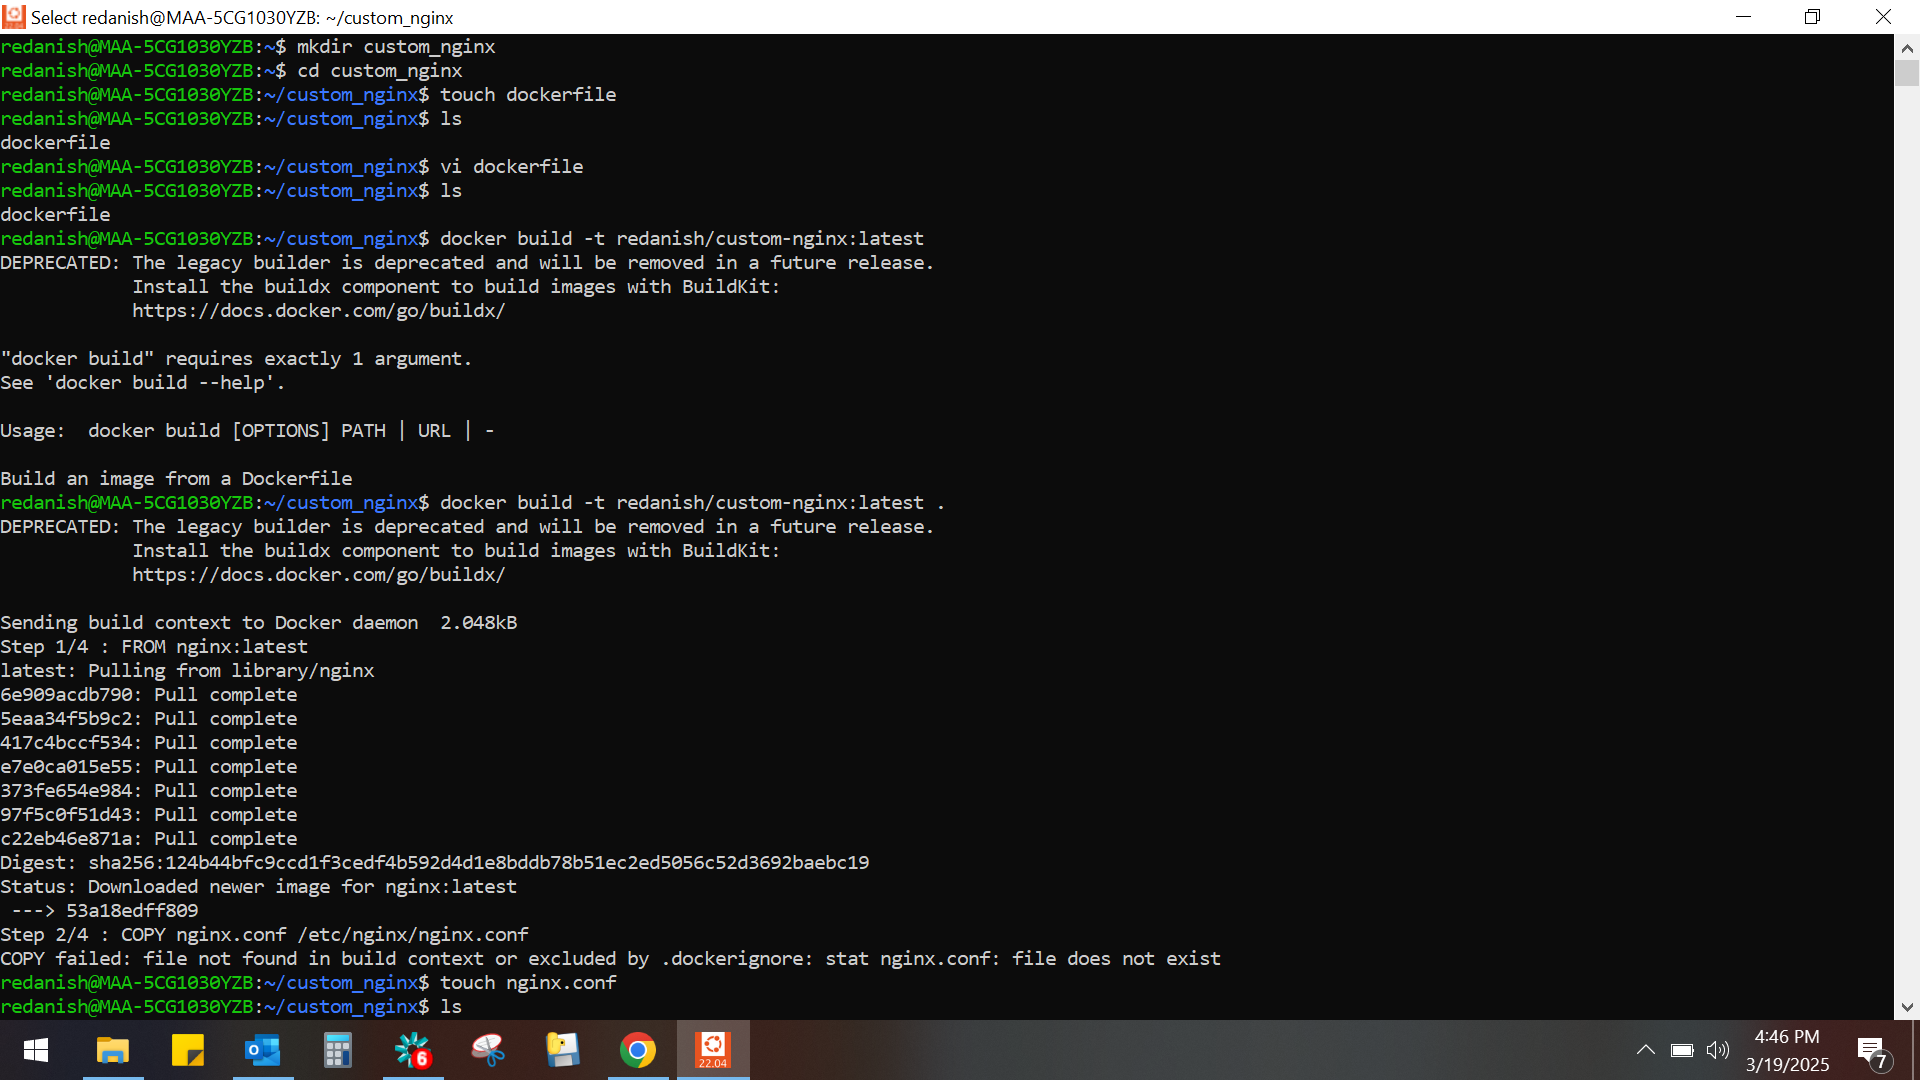 Select redanish@MAA-5CG1030YZB: ~/custom_nginx
redanish@MAA-5CG1030YZB:~$ mkdir custom_nginx
redanish@MAA-5CG1030YZB:~$ cd custom_nginx
redanish@MAA-5CG1030YZB:~/custom_nginx$ touch dockerfile
redanish@MAA-5CG1030YZB:~/custom_nginx$ ls
dockerfile
redanish@MAA-5CG1030YZB:~/custom_nginx$ vi dockerfile
redanish@MAA-5CG1030YZB:~/custom_nginx$ ls
dockerfile
redanish@MAA-5CG1030YZB:~/custom_nginx$ docker build -t redanish/custom-nginx:latest
DEPRECATED: The legacy builder is deprecated and will be removed in a future release.
            Install the buildx component to build images with BuildKit:
            https://docs.docker.com/go/buildx/
"docker build" requires exactly 1 argument.
See 'docker build --help'.
Usage:  docker build [OPTIONS] PATH | URL | -
Build an image from a Dockerfile
redanish@MAA-5CG1030YZB:~/custom_nginx$ docker build -t redanish/custom-nginx:latest .
DEPRECATED: The legacy builder is deprecated and will be removed in a future release.
            Install the buildx component to build images with BuildKit:
            https://docs.docker.com/go/buildx/
Sending build context to Docker daemon  2.048kB
Step 1/4 : FROM nginx:latest
latest: Pulling from library/nginx
6e909acdb790: Pull complete
5eaa34f5b9c2: Pull complete
417c4bccf534: Pull complete
e7e0ca015e55: Pull complete
373fe654e984: Pull complete
97f5c0f51d43: Pull complete
c22eb46e871a: Pull complete
Digest: sha256:124b44bfc9ccd1f3cedf4b592d4d1e8bddb78b51ec2ed5056c52d3692baebc19
Status: Downloaded newer image for nginx:latest
 ---> 53a18edff809
Step 2/4 : COPY nginx.conf /etc/nginx/nginx.conf
COPY failed: file not found in build context or excluded by .dockerignore: stat nginx.conf: file does not exist
redanish@MAA-5CG1030YZB:~/custom_nginx$ touch nginx.conf
redanish@MAA-5CG1030YZB:~/custom_nginx$ ls
6
22.04
4:46 PM
3/19/2025
7